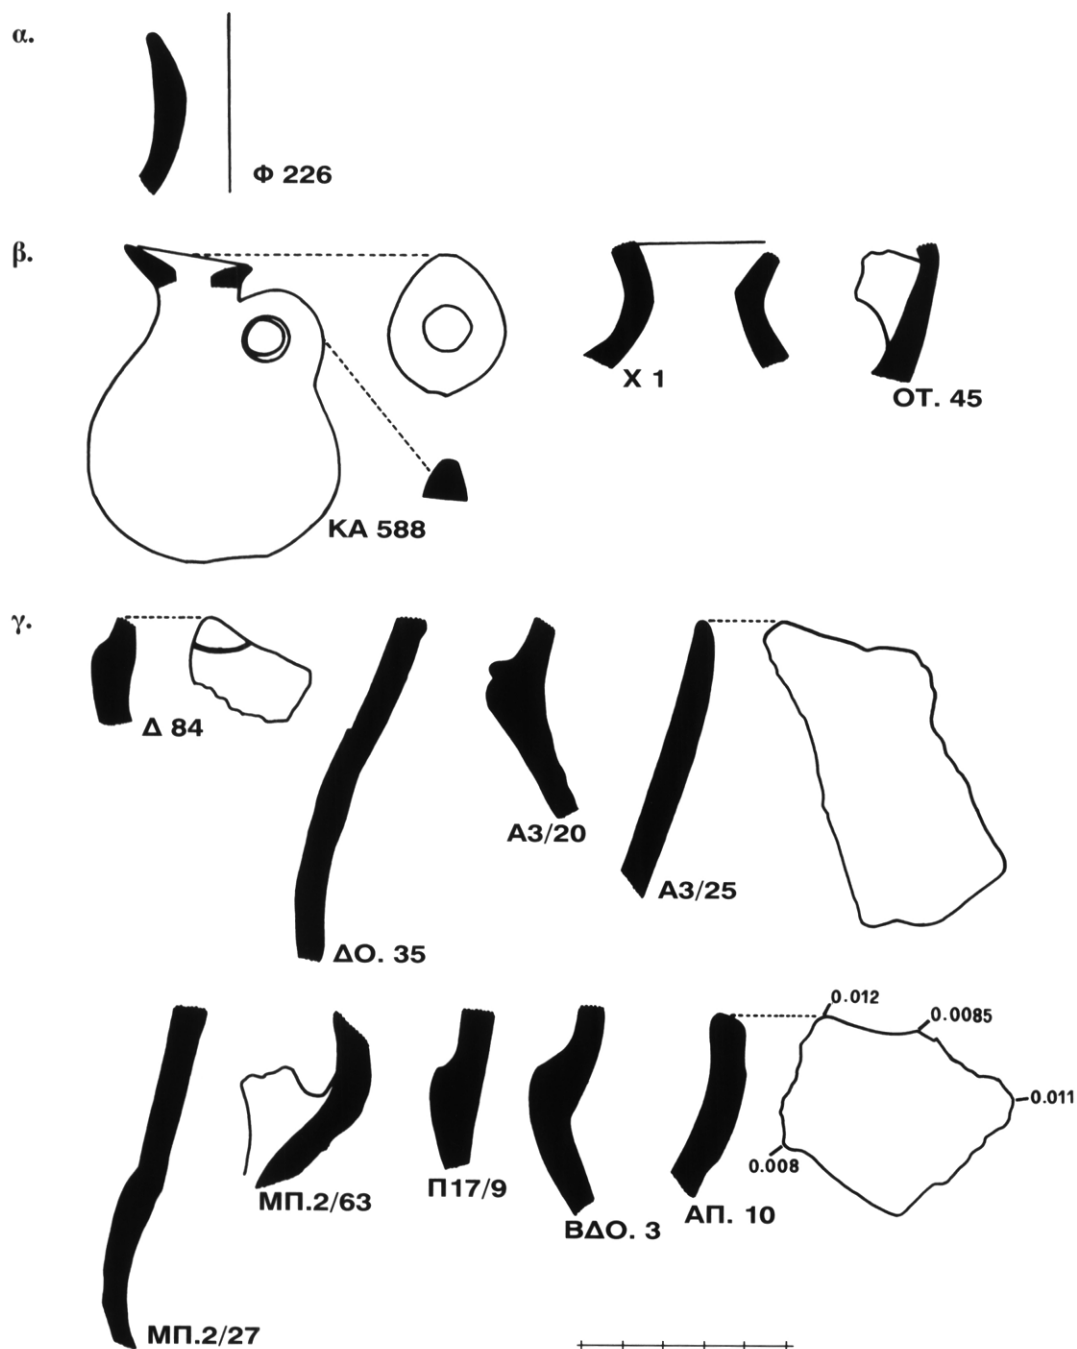 α.
Φ 226
β.
ΚΑ 588
Χ 1
ΟΤ. 45
γ.
Δ 84
ΔΟ. 35
Α3/20
Α3/25
ΜΠ.2/27
ΜΠ.2/63
Π17/9
ΒΔΟ. 3
ΑΠ. 10
0.012
0.0085
0.011
0.008